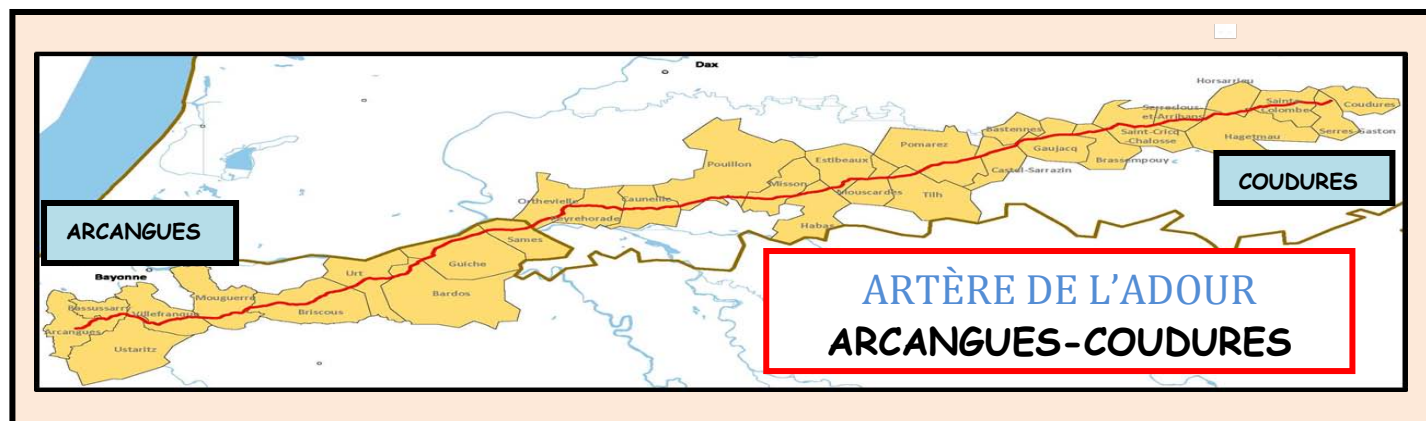 Dax
Horsarrieu
Sainte
Colombe
Coudures
Serreslous-
et-Arribans
Bastennes
Saint-Cricq
Chalosse
Hagetmau
Serres-Gaston
Pomarez
Gaujacq
Brassempouy
Pouillon
Estibeaux
Castel-Sarrazin
COUDURES
Misson
Mouscardès
Tilh
Orthevielle
Cauneille
Peyrehorade
Habas
ARCANGUES
Sames
Bayonne
Urt
Guiche
Mouguerre
Bardos
Bassussarry
Villefranque
Briscous
Arcangues
Ustaritz
ARTÈRE DE L’ADOUR
ARCANGUES-COUDURES